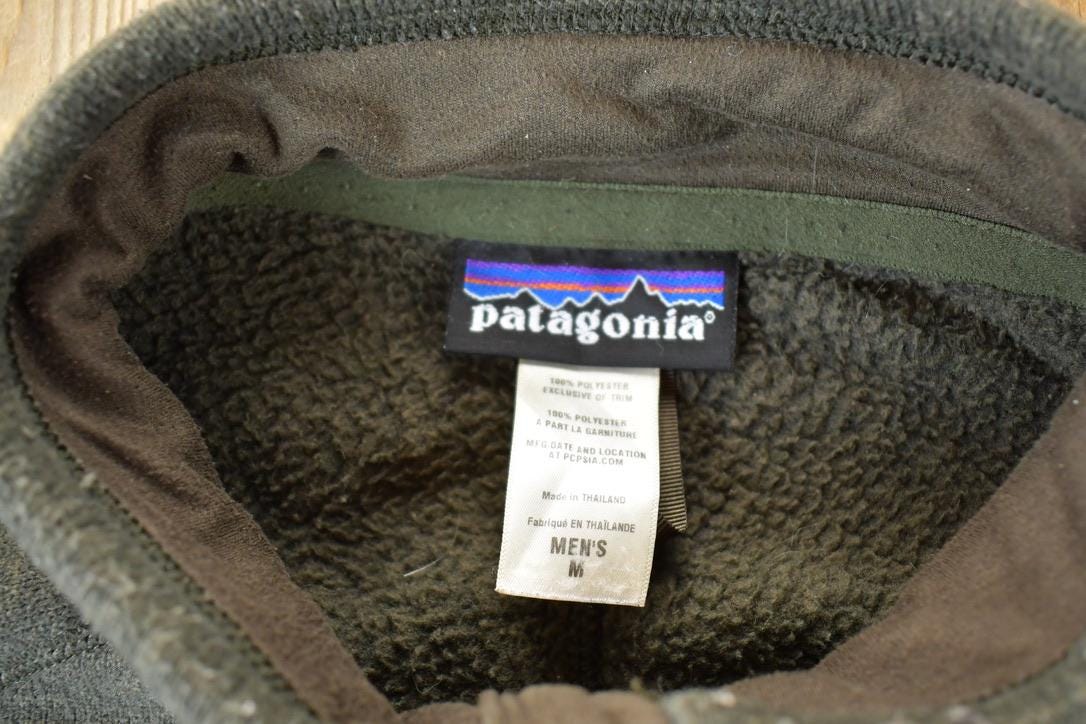 patagonia®
100% POLYESTER
EXCLUSIVE OF TRIM
100% POLYESTER
A PART LA GARNITURE
MFG.DATE AND LOCATION
AT PCPSIA.COM
Made in THAILAND
Fabriqué EN THAÏLANDE
MEN'S
M